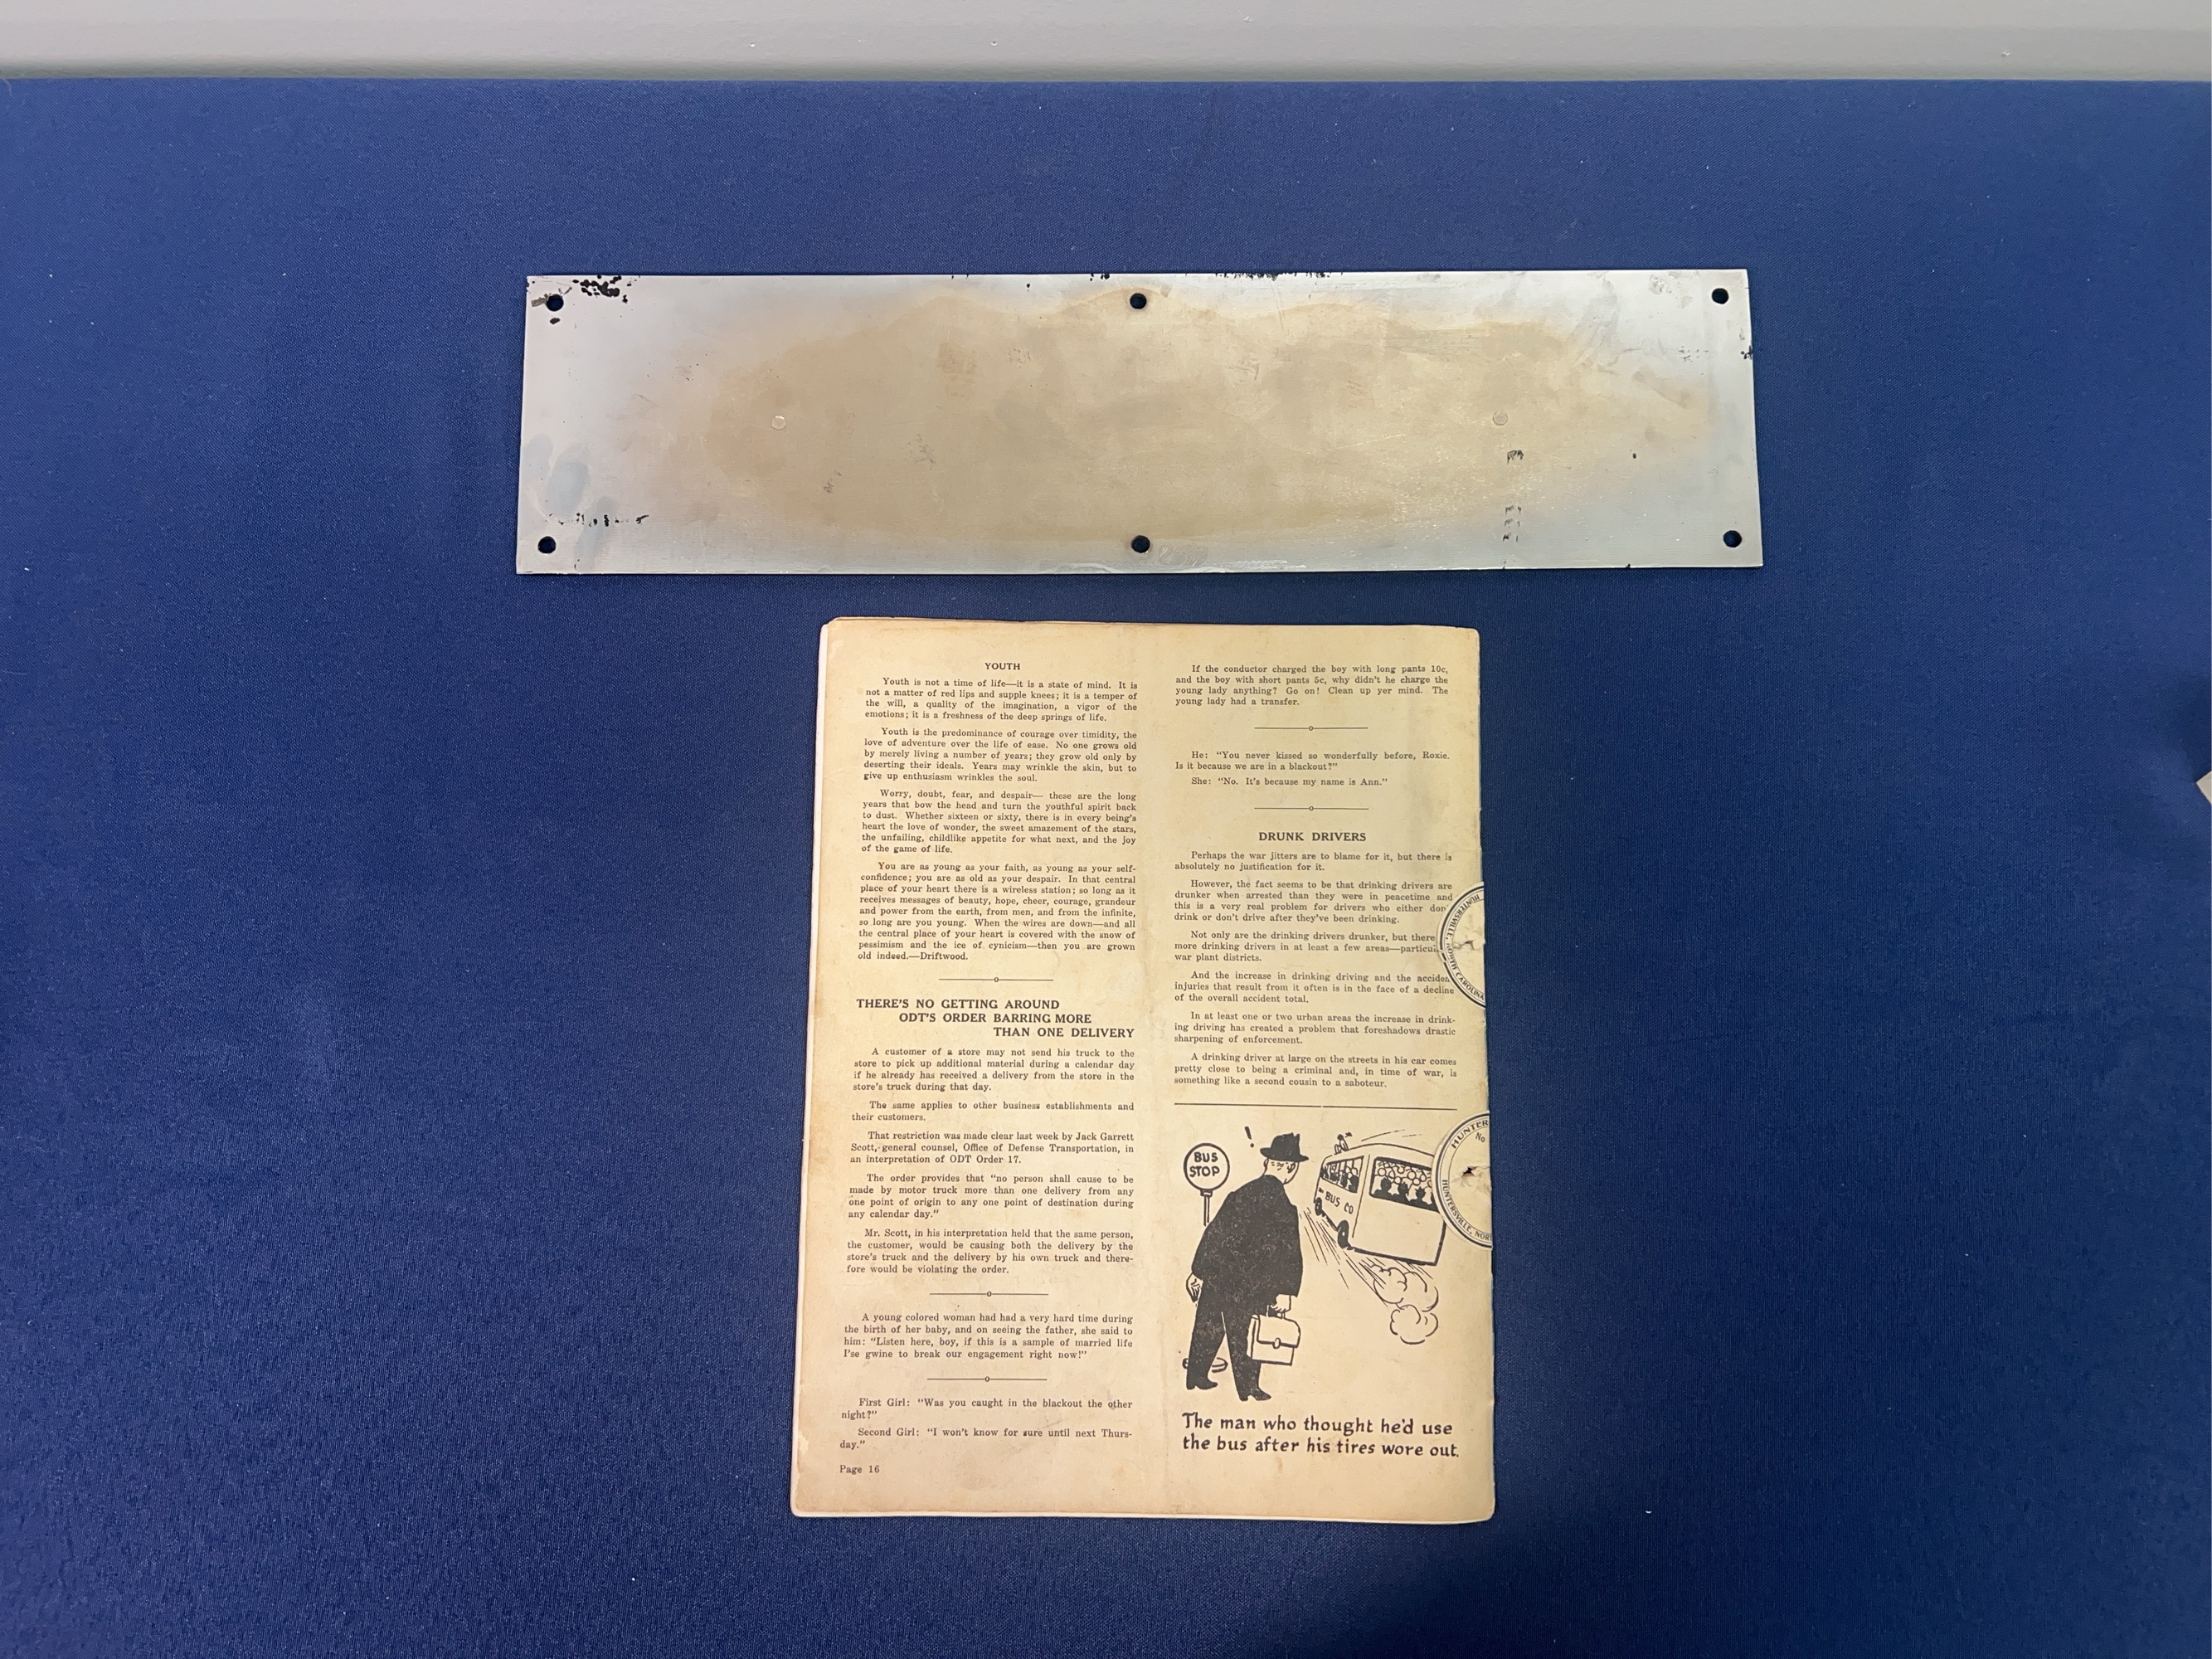 YOUTH
Youth is not a time of life—it is a state of mind. It is
not a matter of red lips and supple knees; it is a temper of
the will, a quality of the imagination, a vigor of the
emotions; it is a freshness of the deep springs of life.
Youth is the predominance of courage over timidity, the
love of adventure over the life of ease. No one grows old
by merely living a number of years; they grow old only by
deserting their ideals. Years may wrinkle the skin, but to
give up enthusiasm wrinkles the soul.
Worry, doubt, fear, and despair— these are the long
years that bow the head and turn the youthful spirit back
to dust. Whether sixteen or sixty, there is in every being's
heart the love of wonder, the sweet amazement of the stars,
the unfailing, childlike appetite for what next, and the joy
of the game of life.
You are as young as your faith, as young as your self-
confidence; you are as old as your despair. In that central
place of your heart there is a wireless station; so long as it
receives messages of beauty, hope, cheer, courage, grandeur
and power from the earth, from men, and from the infinite,
so long are you young. When the wires are down—and all
the central place of your heart is covered with the snow of
pessimism and the ice of cynicism—then you are grown
old indeed.—Driftwood.
THERE'S NO GETTING AROUND
ODT'S ORDER BARRING MORE
THAN ONE DELIVERY
A customer of a store may not send his truck to the
store to pick up additional material during a calendar day
if he already has received a delivery from the store in the
store's truck during that day.
The same applies to other business establishments and
their customers.
That restriction was made clear last week by Jack Garrett
Scott, general counsel, Office of Defense Transportation, in
an interpretation of ODT Order 17.
The order provides that "no person shall cause to be
made by motor truck more than one delivery from any
one point of origin to any one point of destination during
any calendar day."
Mr. Scott, in his interpretation held that the same person,
the customer, would be causing both the delivery by the
store's truck and the delivery by his own truck and there-
fore would be violating the order.
A young colored woman had had a very hard time during
the birth of her baby, and on seeing the father, she said to
him: "Listen here, boy, if this is a sample of married life
I'se gwine to break our engagement right now!"
First Girl: "Was you caught in the blackout the other
night?"
Second Girl: "I won't know for sure until next Thurs-
day."
Page 16
If the conductor charged the boy with long pants 10c,
and the boy with short pants 5c, why didn't he charge the
young lady anything? Go on! Clean up yer mind. The
young lady had a transfer.
He: "You never kissed so wonderfully before, Roxie.
Is it because we are in a blackout?"
She: "No. It's because my name is Ann."
DRUNK DRIVERS
Perhaps the war jitters are to blame for it, but there is
absolutely no justification for it.
However, the fact seems to be that drinking drivers are
drunker when arrested than they were in peacetime and
this is a very real problem for drivers who either don'
drink or don't drive after they've been drinking.
Not only are the drinking drivers drunker, but there
more drinking drivers in at least a few areas—particu
war plant districts.
And the increase in drinking driving and the acciden
injuries that result from it often is in the face of a decline
of the overall accident total.
In at least one or two urban areas the increase in drink-
ing driving has created a problem that foreshadows drastic
sharpening of enforcement.
A drinking driver at large on the streets in his car comes
pretty close to being a criminal and, in time of war, is
something like a second cousin to a saboteur.
HUNTERSVILLE, NORTH CAROLINA
!
BUS
STOP
BUS CO
HUNTER
No
HUNTERSVILLE, NOR
The man who thought he'd use
the bus after his tires wore out.